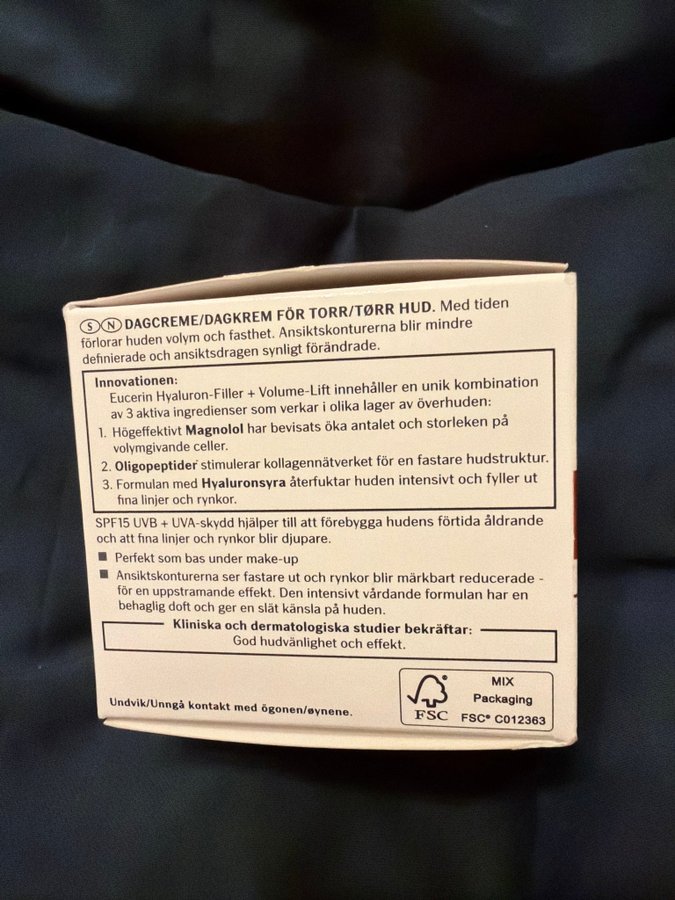 S N DAGCREME/DAGKREM FÖR TORR/TØRR HUD. Med tiden
förlorar huden volym och fasthet. Ansiktskonturerna blir mindre
definierade och ansiktsdragen synligt förändrade.
Innovationen:
Eucerin Hyaluron-Filler + Volume-Lift innehåller en unik kombination
av 3 aktiva ingredienser som verkar i olika lager av överhuden:
1. Högeffektivt Magnolol har bevisats öka antalet och storleken på
volymgivande celler.
2. Oligopeptider stimulerar kollagennätverket för en fastare hudstruktur.
3. Formulan med Hyaluronsyra återfuktar huden intensivt och fyller ut
fina linjer och rynkor.
SPF15 UVB + UVA-skydd hjälper till att förebygga hudens förtida åldrande
och att fina linjer och rynkor blir djupare.
■ Perfekt som bas under make-up
■ Ansiktskonturerna ser fastare ut och rynkor blir märkbart reducerade -
för en uppstramande effekt. Den intensivt vårdande formulan har en
behaglig doft och ger en slät känsla på huden.
Kliniska och dermatologiska studier bekräftar:
God hudvänlighet och effekt.
Undvik/Unngå kontakt med ögonen/øynene.
FSC
MIX
Packaging
FSC® C012363